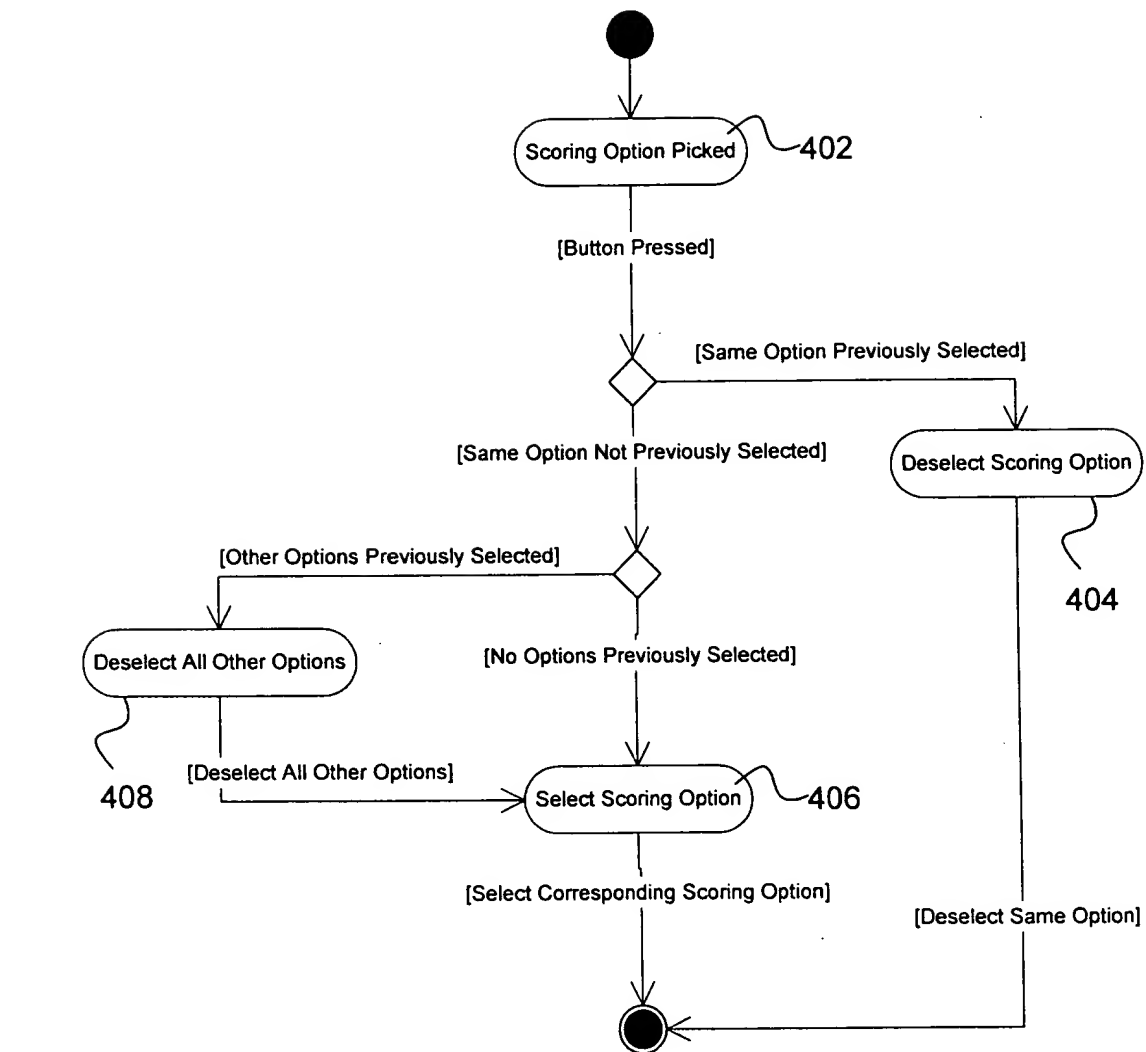 Scoring Option Picked
402
[Button Pressed]
[Same Option Previously Selected]
[Same Option Not Previously Selected]
Deselect Scoring Option
404
[Other Options Previously Selected]
Deselect All Other Options
408
[No Options Previously Selected]
[Deselect All Other Options]
Select Scoring Option
406
[Select Corresponding Scoring Option]
[Deselect Same Option]